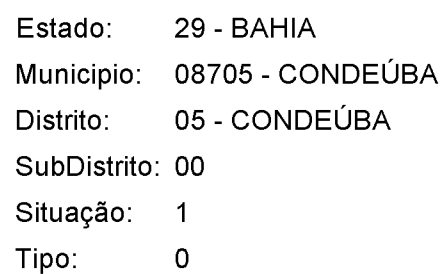 Estado: 29 - BAHIA
Municipio: 08705 - CONDEÚBA
Distrito: 05 - CONDEÚBA
SubDistrito: 00
Situação: 1
Tipo: 0